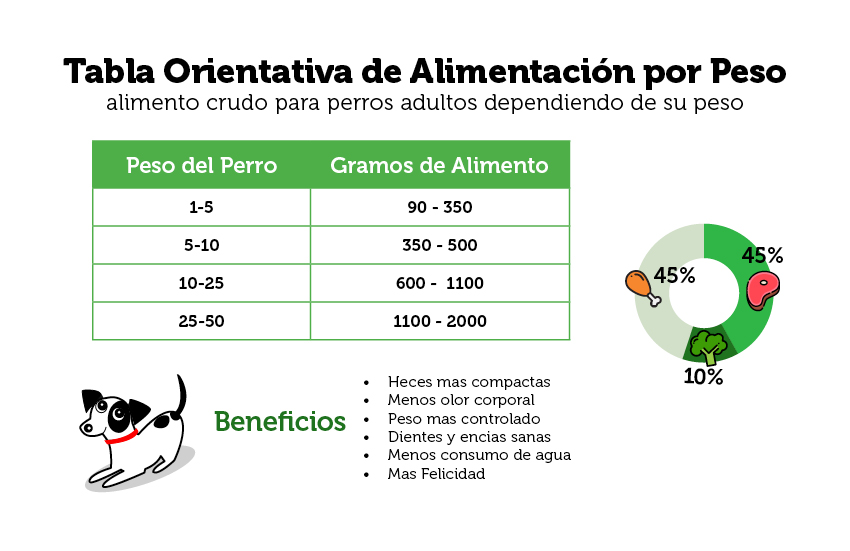 Tabla Orientativa de Alimentación por Peso
alimento crudo para perros adultos dependiendo de su peso
Peso del Perro Gramos de Alimento
1-5 90 - 350
5-10 350 - 500
10-25 600 - 1100
25-50 1100 - 2000
45%
45%
10%
Beneficios
• Heces mas compactas
• Menos olor corporal
• Peso mas controlado
• Dientes y encias sanas
• Menos consumo de agua
• Mas Felicidad